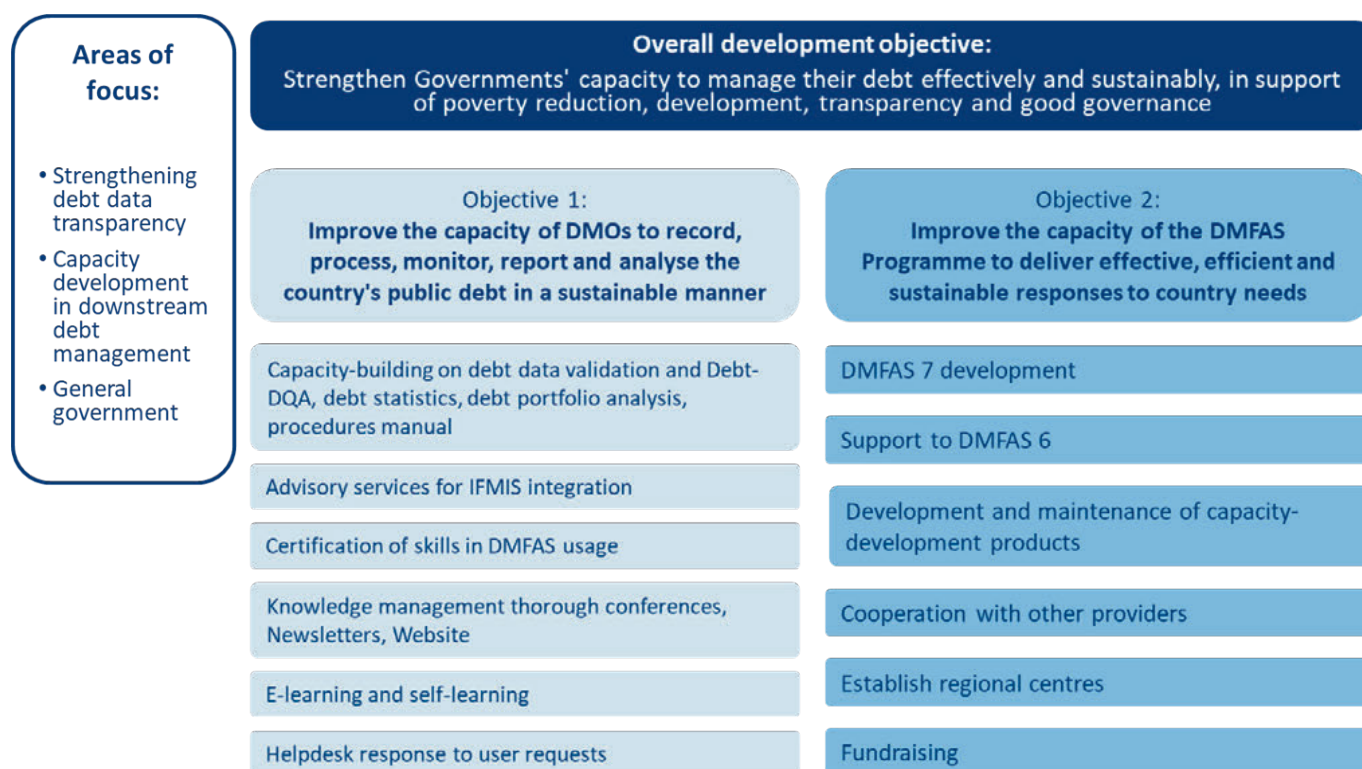 Areas of
focus:
• Strengthening
debt data
transparency
• Capacity
development
in downstream
debt
management
• General
government
Overall development objective:
Strengthen Governments' capacity to manage their debt effectively and sustainably, in support
of poverty reduction, development, transparency and good governance
Objective 1:
Improve the capacity of DMOs to record,
process, monitor, report and analyse the
country's public debt in a sustainable manner
Capacity-building on debt data validation and Debt-
DQA, debt statistics, debt portfolio analysis,
procedures manual
Advisory services for IFMIS integration
Certification of skills in DMFAS usage
Knowledge management thorough conferences,
Newsletters, Website
E-learning and self-learning
Helpdesk response to user requests
Objective 2:
Improve the capacity of the DMFAS
Programme to deliver effective, efficient and
sustainable responses to country needs
DMFAS 7 development
Support to DMFAS 6
Development and maintenance of capacity-
development products
Cooperation with other providers
Establish regional centres
Fundraising